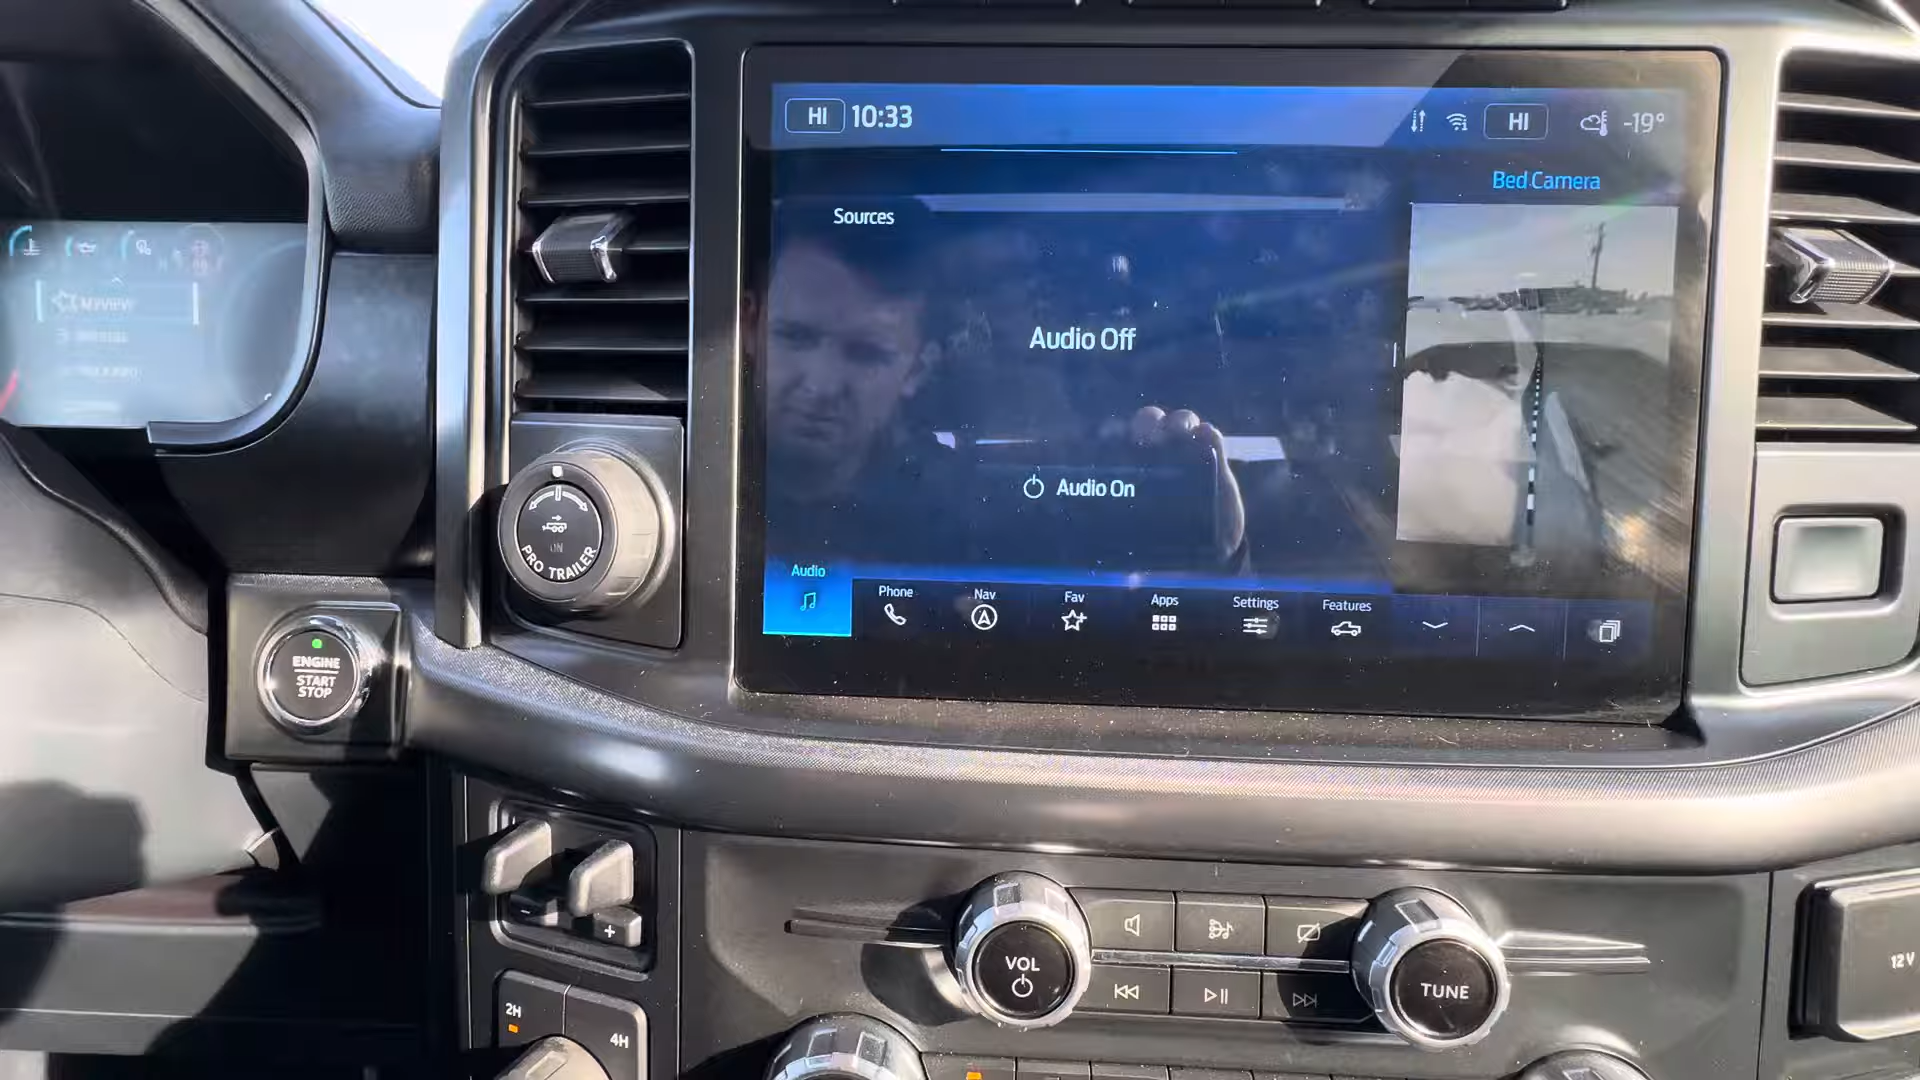 HI 10:33
HI -19°
Bed Camera
Sources
Audio Off
Audio On
Audio
Phone
Nav
Fav
Apps
Settings
Features
MYVIEW
ON
PRO TRAILER
ENGINE
START
STOP
+
2H
4H
VOL
TUNE
12V